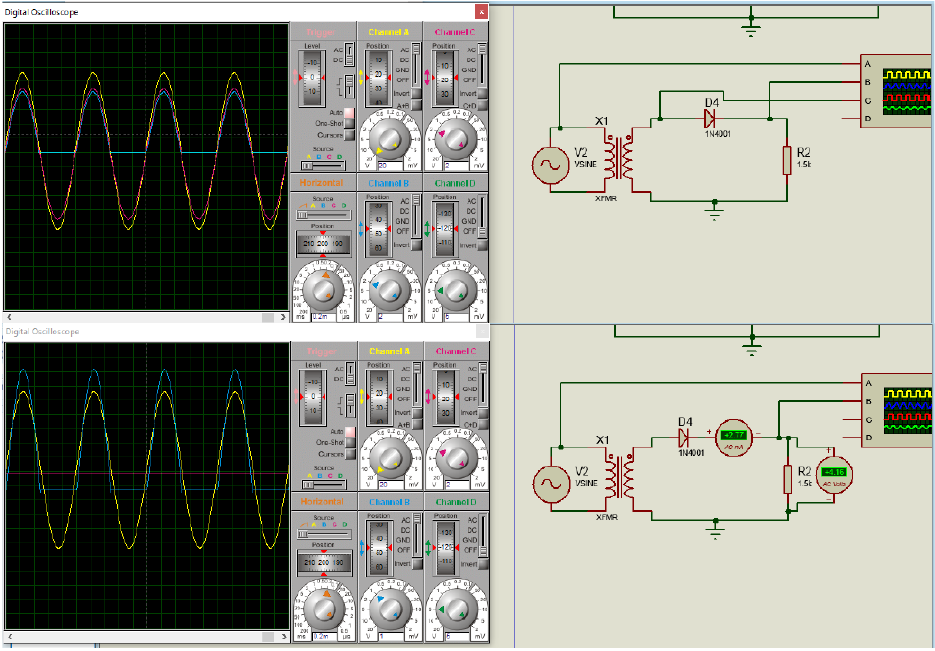 Digital Oscilloscope
Trigger
Channel A
Channel C
Level
AC
DC
Auto
One-Shot
Cursors
Source
A B C D
Position
AC
DC
GND
OFF
Invert
A+B
V 20 mV
Position
AC
DC
GND
OFF
Invert
C+D
V 2 mV
Horizontal
Channel B
Channel D
Source
A B C D
Position
210 200 190
ms 0.2m µs
Position
AC
DC
GND
OFF
Invert
V 2 mV
Position
AC
DC
GND
OFF
Invert
V 5 mV
A
B
C
D
D4
1N4001
X1
V2
VSINE
XFMR
R2
1.5k
Digital Oscilloscope
Trigger
Channel A
Channel C
Level
AC
DC
Auto
One-Shot
Cursors
Source
A B C D
Position
AC
DC
GND
OFF
Invert
A+B
V 20 mV
Position
AC
DC
GND
OFF
Invert
C+D
V 2 mV
Horizontal
Channel B
Channel D
Source
A B C D
Position
210 200 190
ms 0.2m µs
Position
AC
DC
GND
OFF
Invert
V 1 mV
Position
AC
DC
GND
OFF
Invert
V 5 mV
A
B
C
D
D4
1N4001
+2.77
AC mA
X1
V2
VSINE
XFMR
R2
1.5k
+4.16
AC Volts